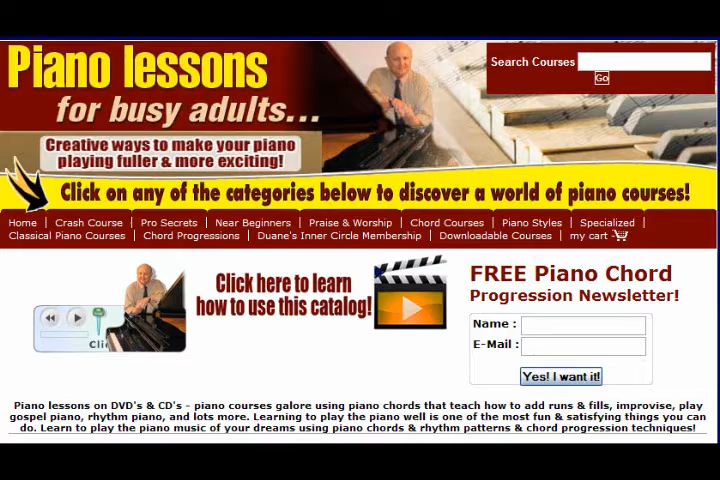 Piano lessons
for busy adults...
Search Courses
Go
Creative ways to make your piano
playing fuller & more exciting!
Click on any of the categories below to discover a world of piano courses!
Home | Crash Course | Pro Secrets | Near Beginners | Praise & Worship | Chord Courses | Piano Styles | Specialized |
Classical Piano Courses | Chord Progressions | Duane's Inner Circle Membership | Downloadable Courses | my cart -
Click here to learn
how to use this catalog!
FREE Piano Chord
Progression Newsletter!
Name :
E-Mail :
Yes! I want it!
Piano lessons on DVD's & CD's - piano courses galore using piano chords that teach how to add runs & fills, improvise, play
gospel piano, rhythm piano, and lots more. Learning to play the piano well is one of the most fun & satisfying things you can
do. Learn to play the piano music of your dreams using piano chords & rhythm patterns & chord progression techniques!